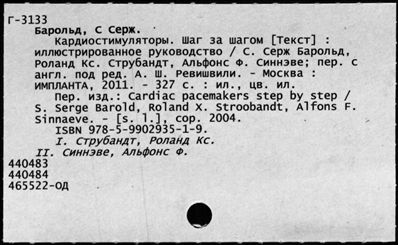 Г-3133
Барольд, С Серж.
Кардиостимуляторы. Шаг за шагом [Текст] :
иллюстрированное руководство / С. Серж Барольд,
Роланд Кс. Струбандт, Альфонс Ф. Синнэве; пер. с
англ. под ред. А. Ш. Ревишвили. - Москва :
ИМПЛАНТА, 2011. - 327 с. : ил., цв. ил.
Пер. изд.: Cardiac pacemakers step by step /
S. Serge Barold, Roland X. Stroobandt, Alfons F.
Sinnaeve. - [s. l.], cop. 2004.
ISBN 978-5-9902935-1-9.
I. Струбандт, Роланд Кс.
II. Синнэве, Альфонс Ф.
440483
440484
465522-ОД